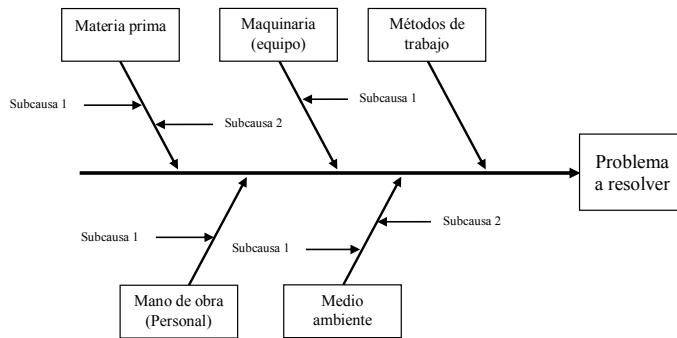 Materia prima
Maquinaria
(equipo)
Métodos de
trabajo
Subcausa 1
Subcausa 2
Subcausa 1
Problema
a resolver
Subcausa 1
Subcausa 1
Subcausa 2
Mano de obra
(Personal)
Medio
ambiente